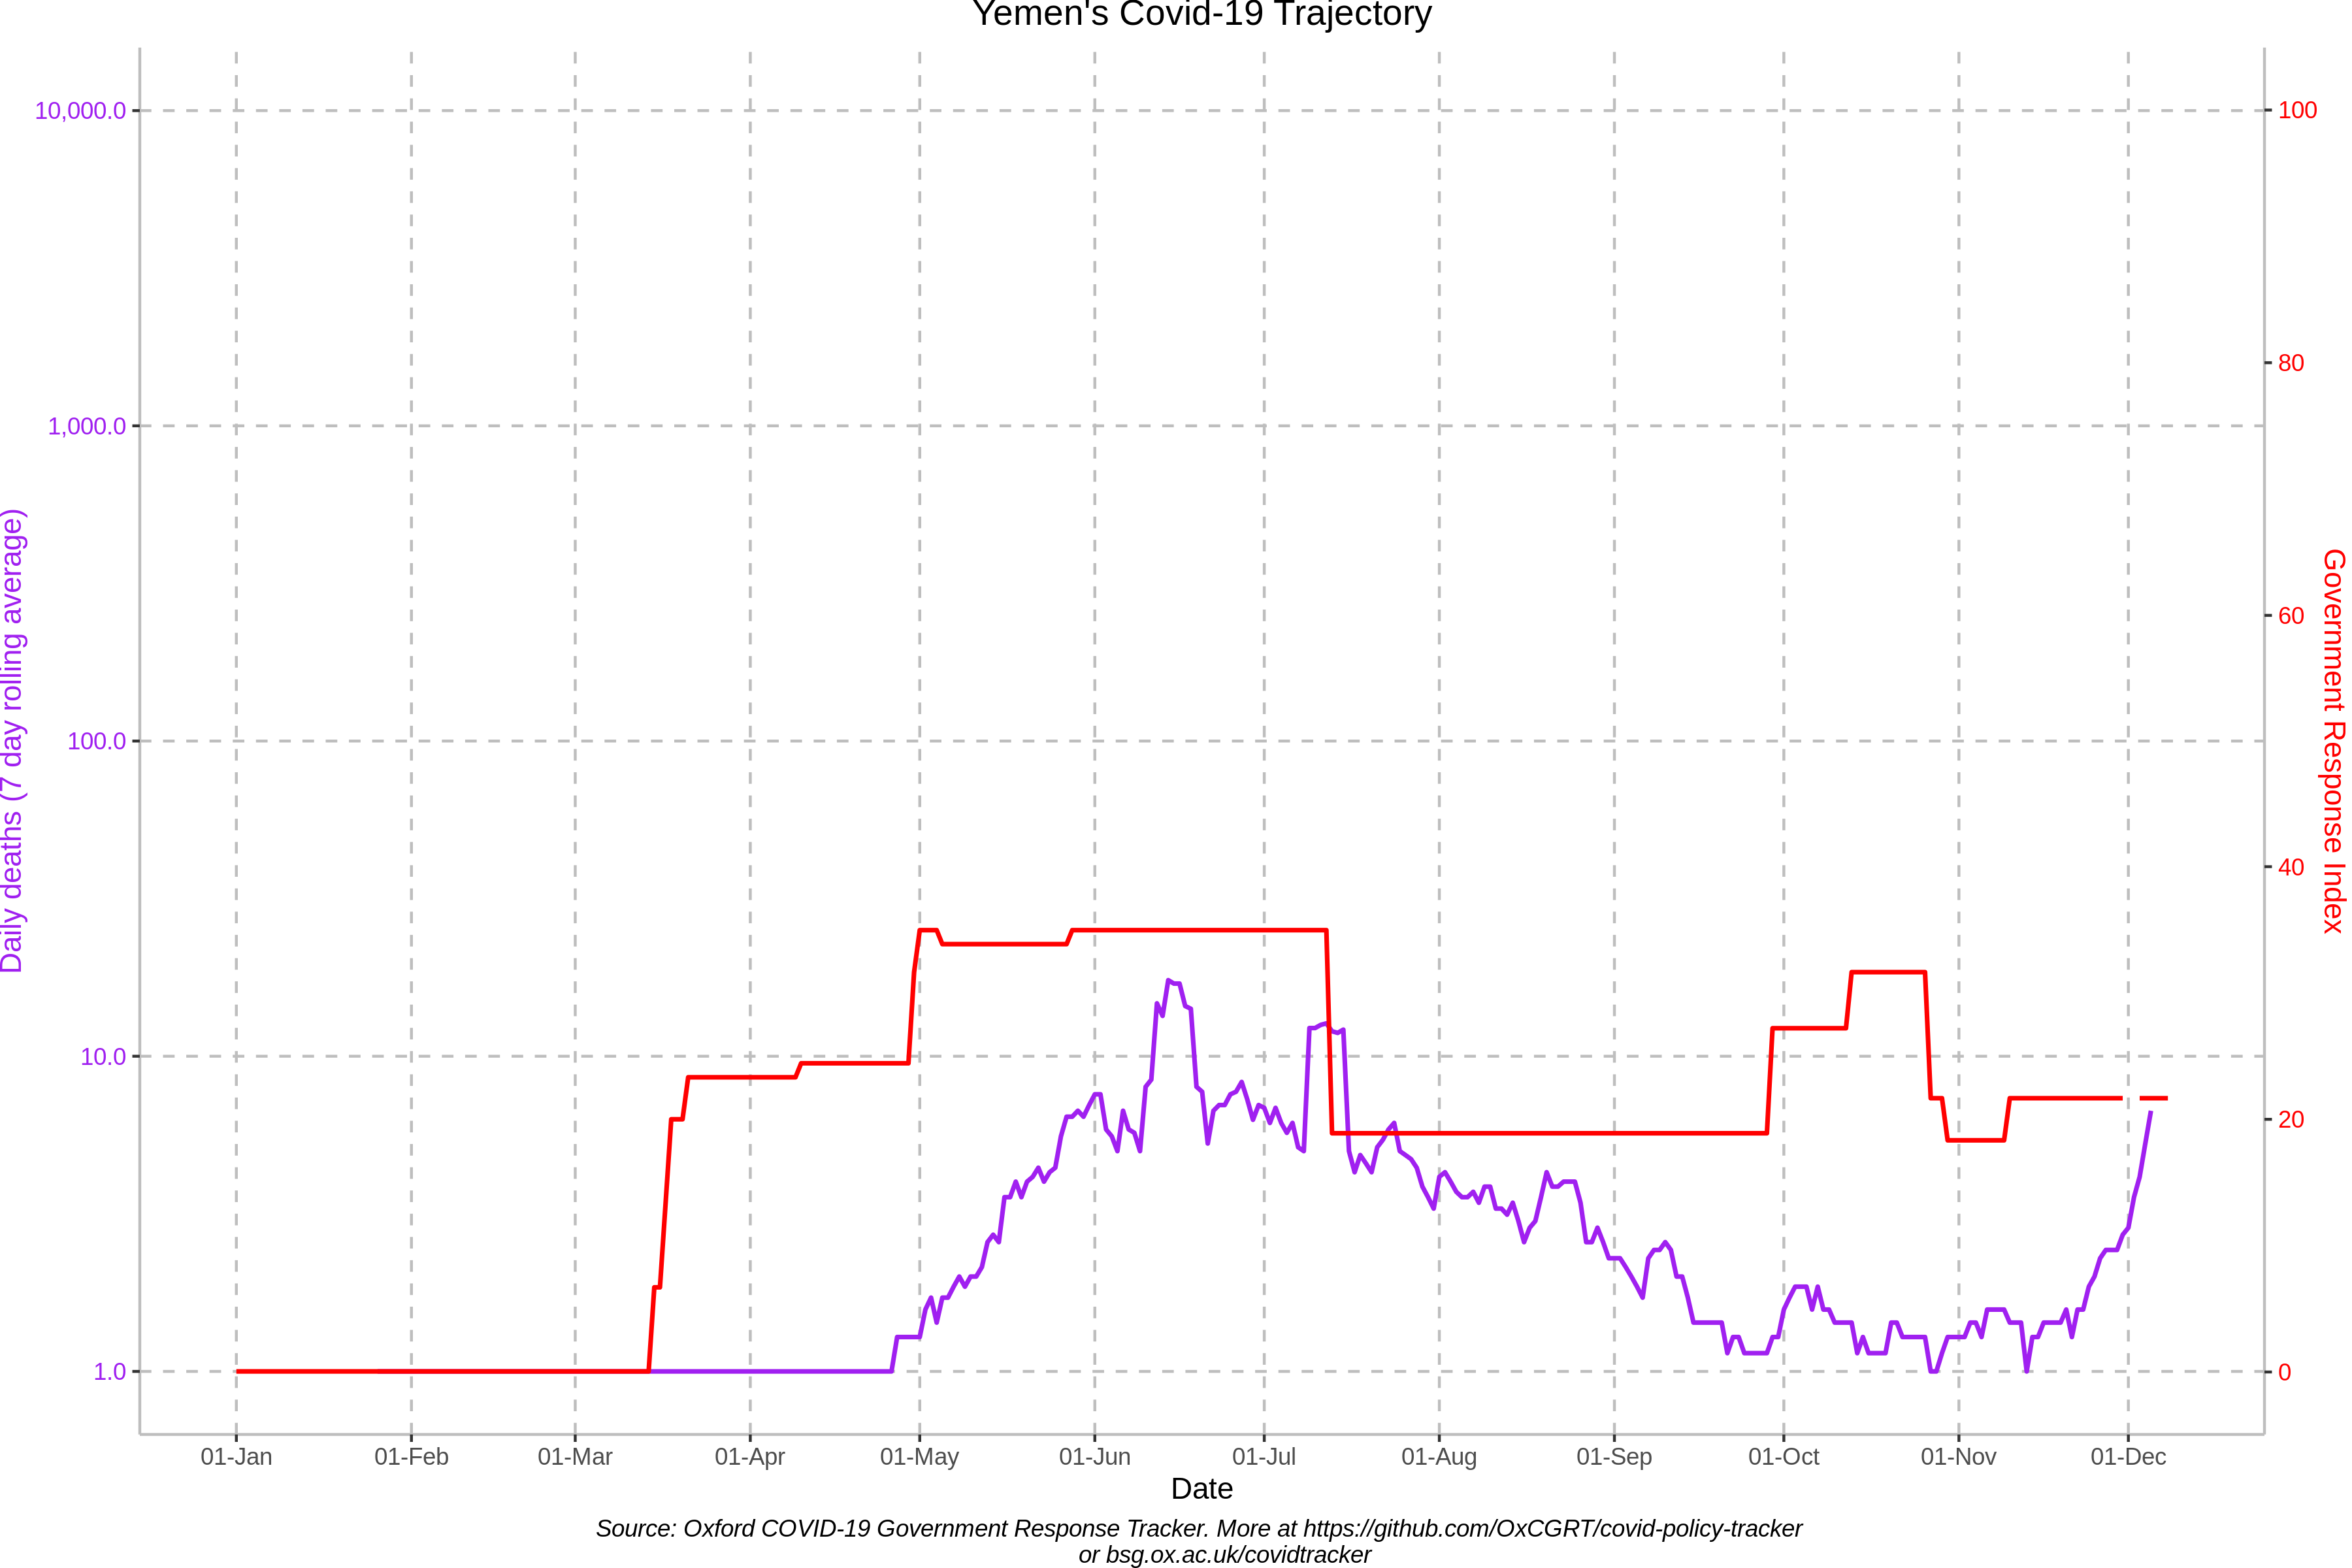 Yemen's Covid-19 Trajectory
10,000.0
1,000.0
100.0
10.0
1.0
Daily deaths (7 day rolling average)
100
80
60
40
20
0
Government Response Index
01-Jan 01-Feb 01-Mar 01-Apr 01-May 01-Jun 01-Jul 01-Aug 01-Sep 01-Oct 01-Nov 01-Dec
Date
Source: Oxford COVID-19 Government Response Tracker. More at https://github.com/OxCGRT/covid-policy-tracker
or bsg.ox.ac.uk/covidtracker